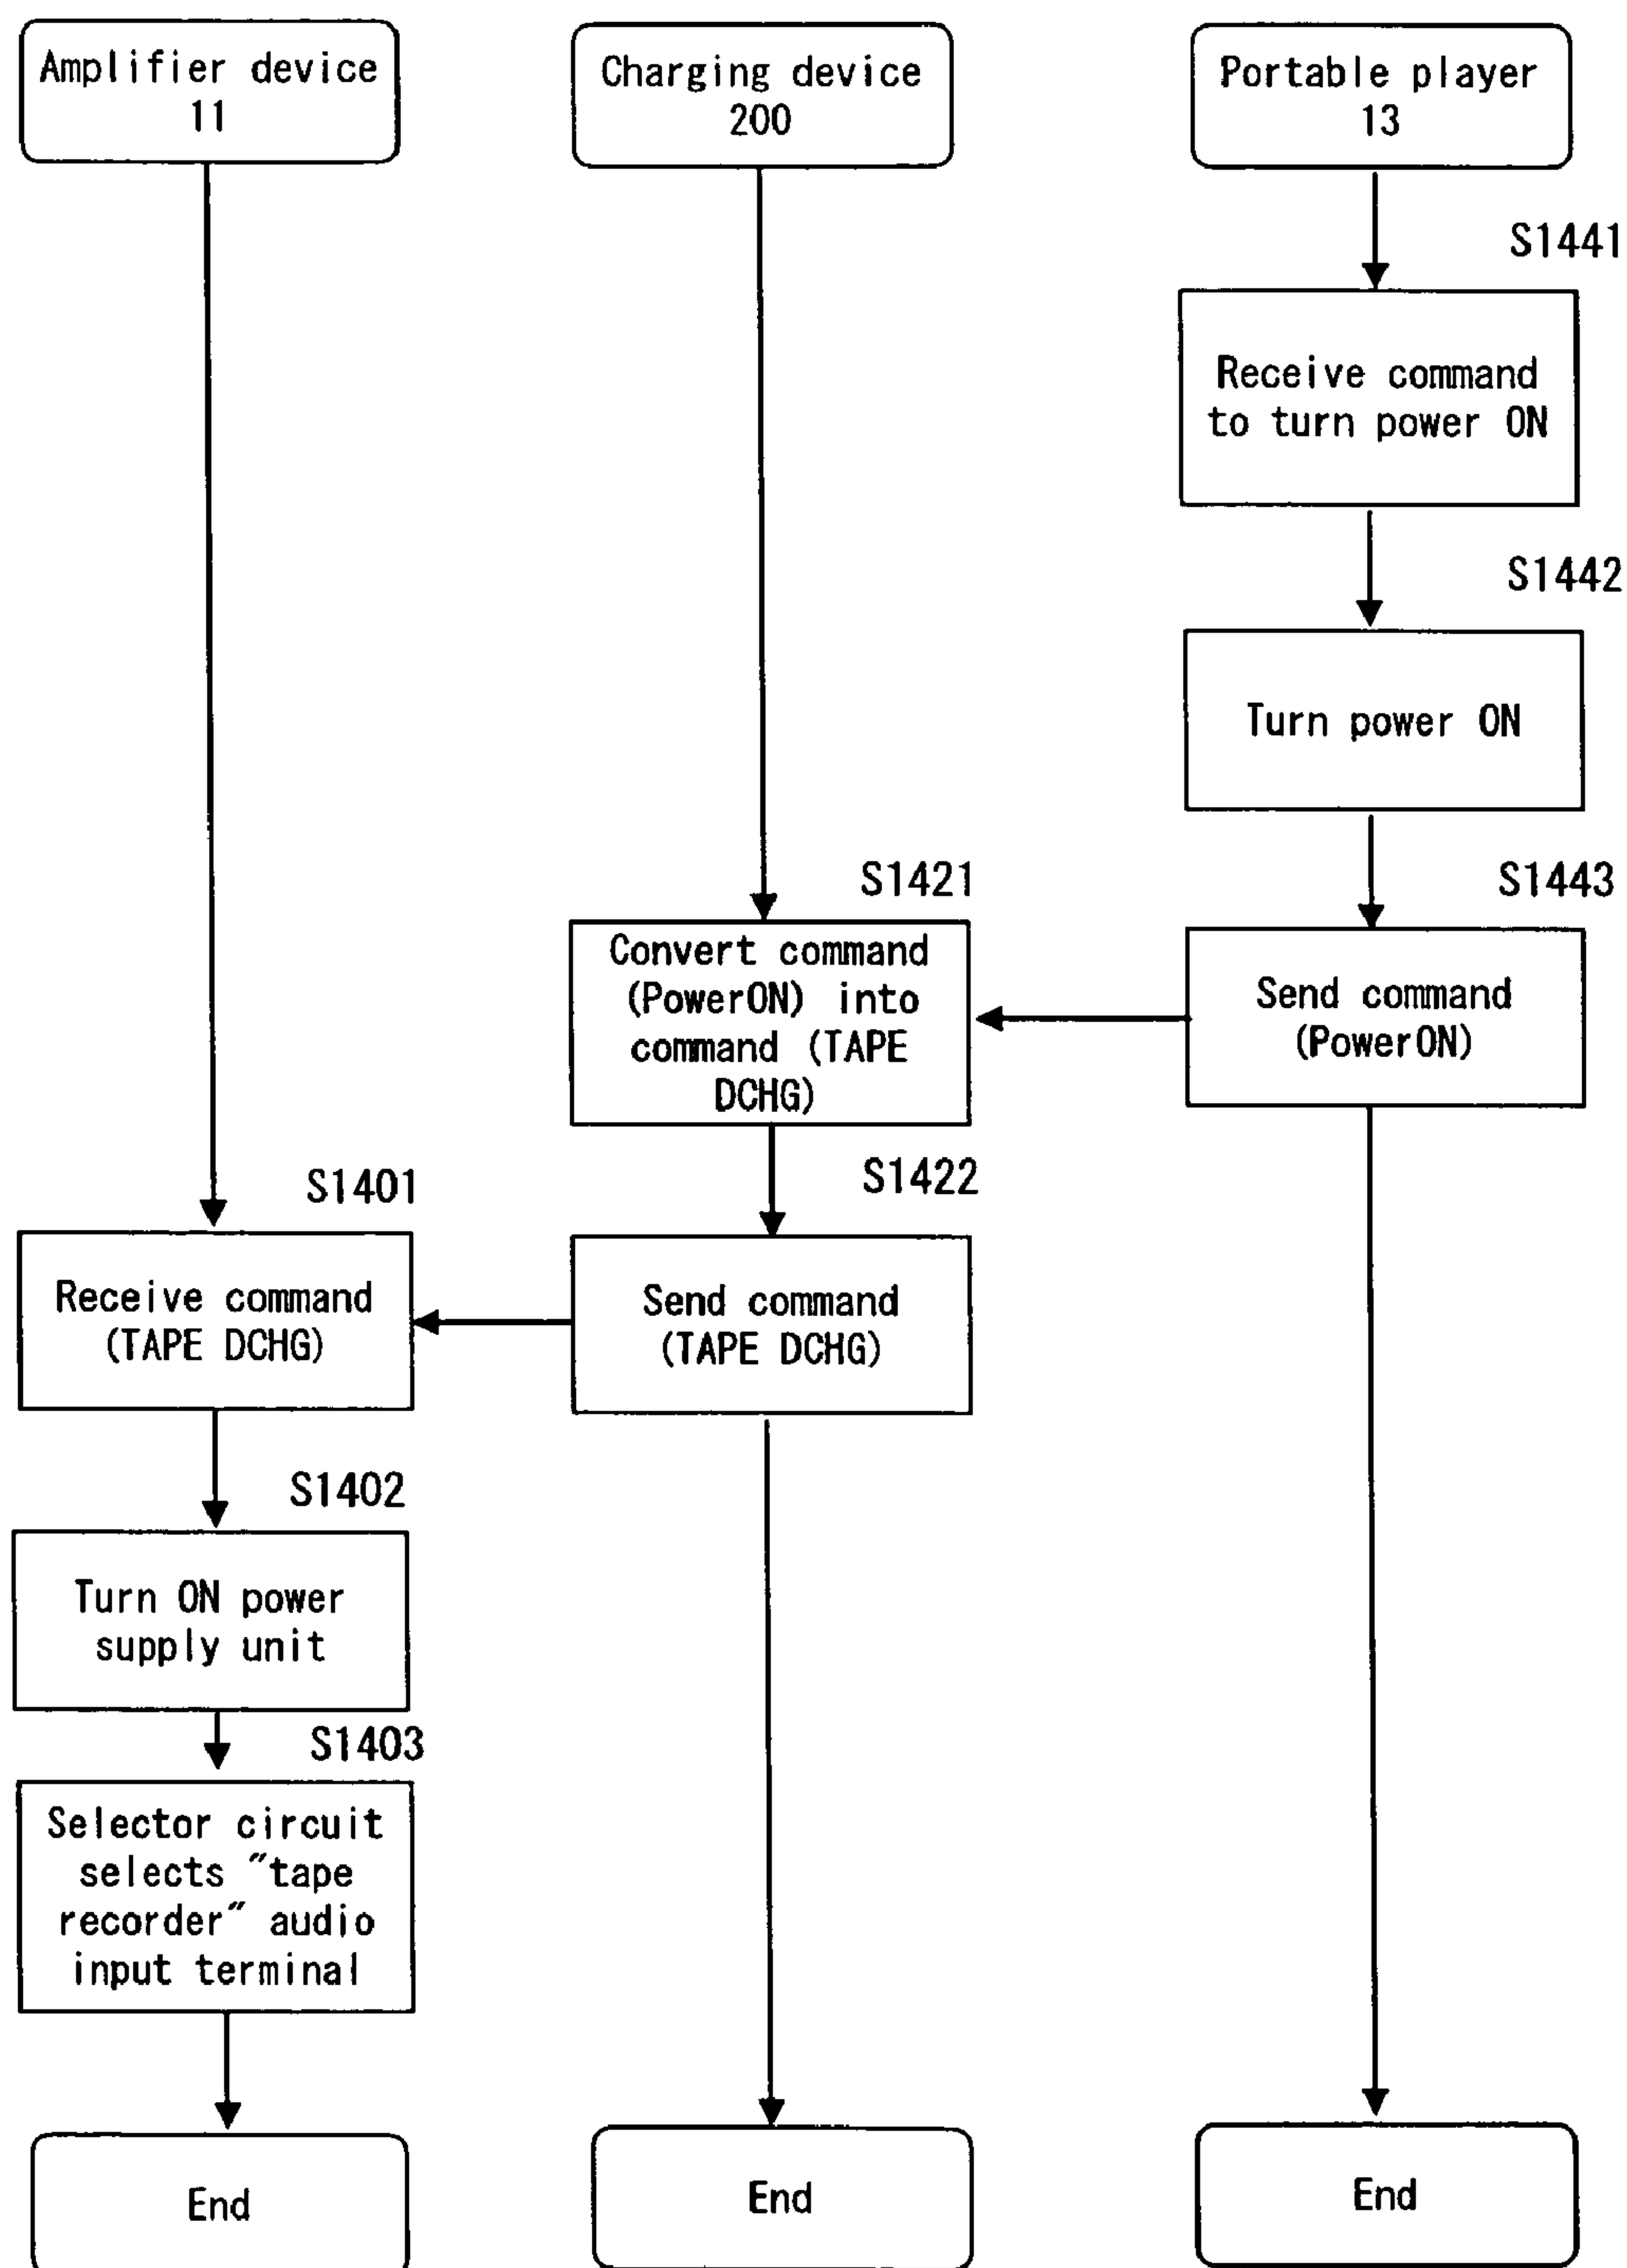 Amplifier device
11
Charging device
200
Portable player
13
S1441
Receive command
to turn power ON
S1442
Turn power ON
S1443
Send command
(PowerON)
S1421
Convert command
(PowerON) into
command (TAPE
DCHG)
S1422
Send command
(TAPE DCHG)
S1401
Receive command
(TAPE DCHG)
S1402
Turn ON power
supply unit
S1403
Selector circuit
selects "tape
recorder" audio
input terminal
End
End
End